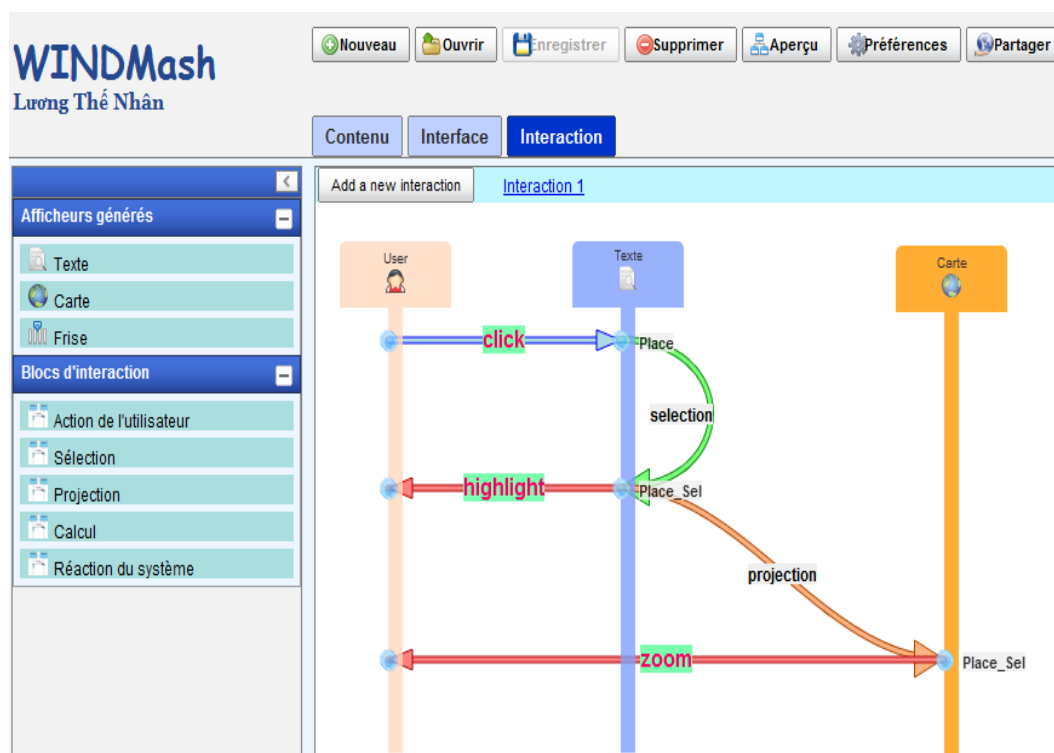 WINDMash
Lương Thế Nhân
Nouveau
Ouvrir
Enregistrer
Supprimer
Aperçu
Préférences
Partager
Contenu
Interface
Interaction
Afficheurs générés
Texte
Carte
Frise
Blocs d'interaction
Action de l'utilisateur
Sélection
Projection
Calcul
Réaction du système
Add a new interaction
Interaction 1
User
Texte
Carte
click
Place
selection
highlight
Place_Sel
projection
zoom
Place_Sel